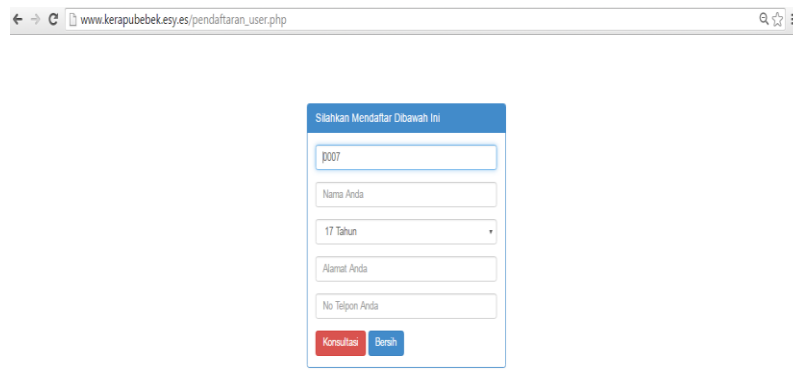 www.kerapubebek.esy.es/pendaftaran_user.php
Silahkan Mendaftar Dibawah Ini
0007
Nama Anda
17 Tahun
Alamat Anda
No Telpon Anda
Konsultasi Bersih